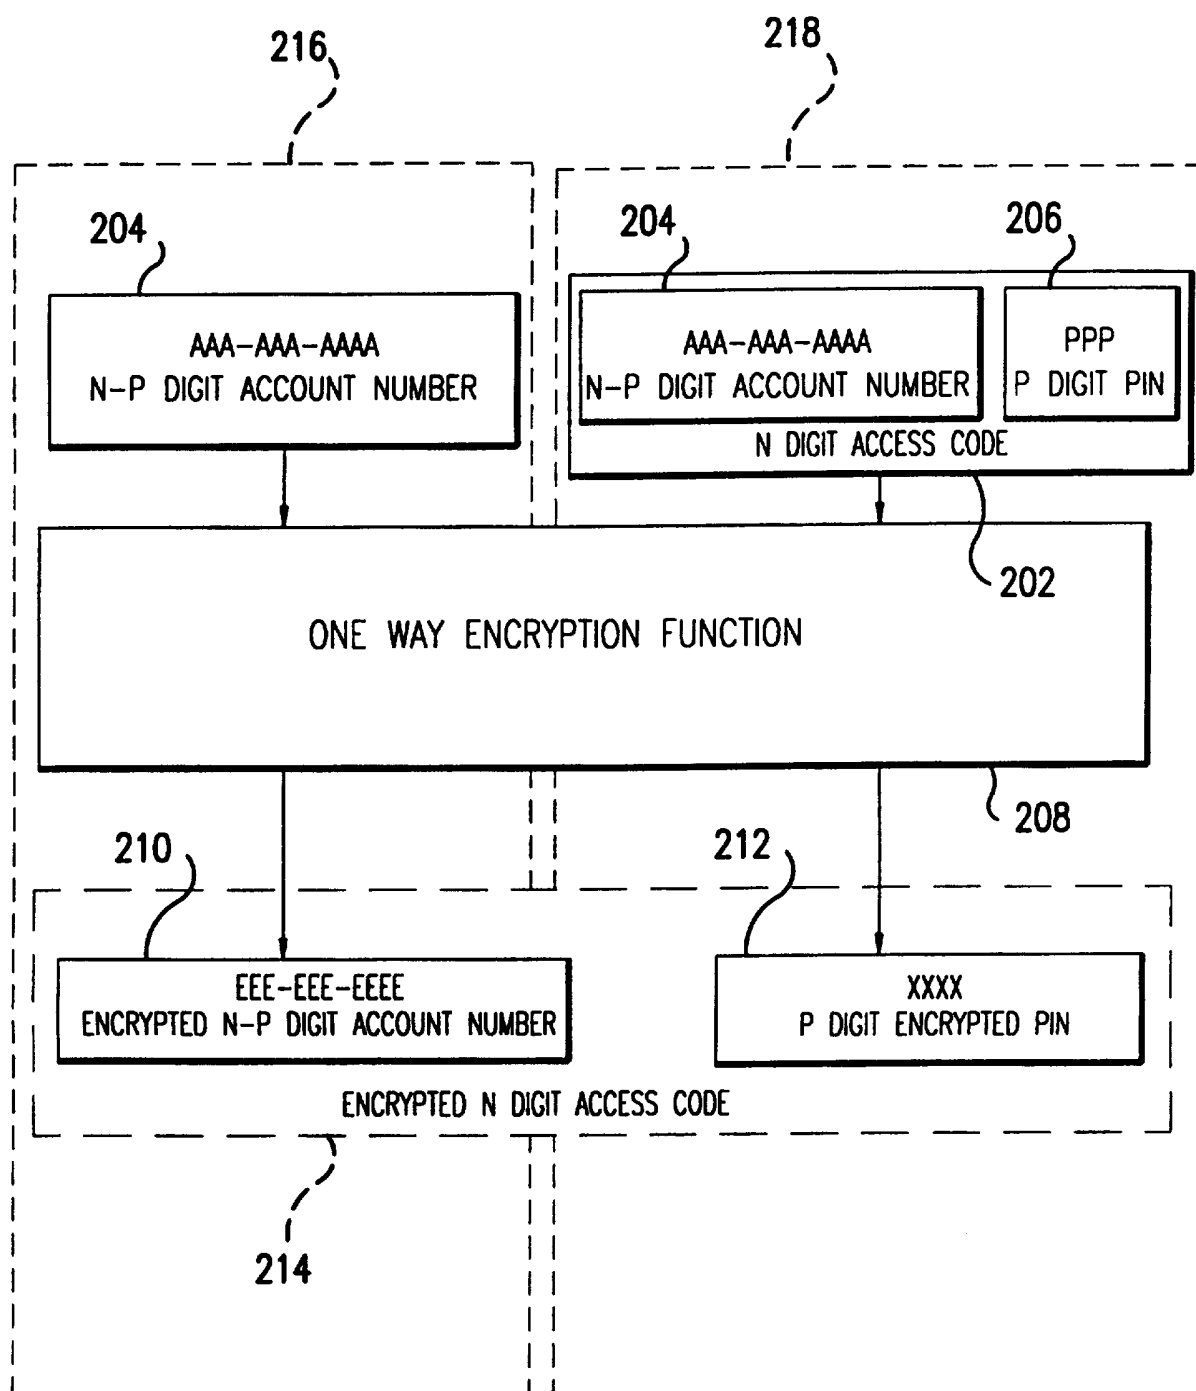 216
218
204
204
206
AAA-AAA-AAAA
N-P DIGIT ACCOUNT NUMBER
AAA-AAA-AAAA
N-P DIGIT ACCOUNT NUMBER
PPP
P DIGIT PIN
N DIGIT ACCESS CODE
202
ONE WAY ENCRYPTION FUNCTION
208
210
212
EEE-EEE-EEEE
ENCRYPTED N-P DIGIT ACCOUNT NUMBER
XXXX
P DIGIT ENCRYPTED PIN
ENCRYPTED N DIGIT ACCESS CODE
214